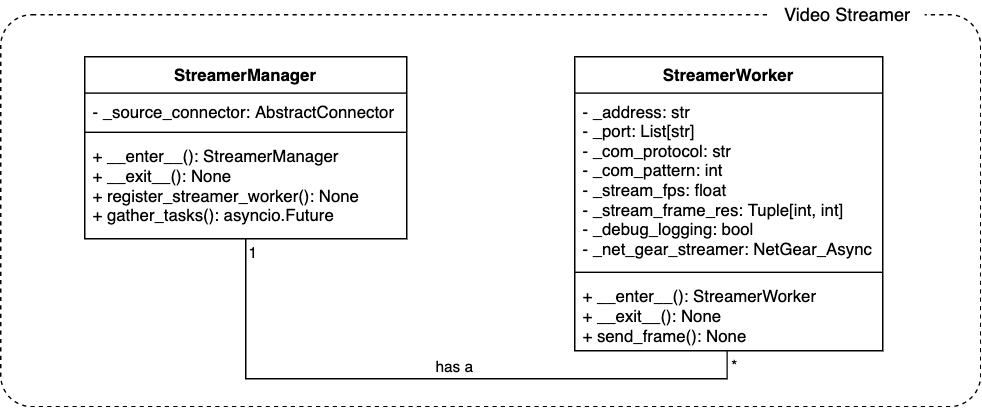 Video Streamer
StreamerManager
- _source_connector: AbstractConnector
+ __enter__(): StreamerManager
+ __exit__(): None
+ register_streamer_worker(): None
+ gather_tasks(): asyncio.Future
1
StreamerWorker
- _address: str
- _port: List[str]
- _com_protocol: str
- _com_pattern: int
- _stream_fps: float
- _stream_frame_res: Tuple[int, int]
- _debug_logging: bool
- _net_gear_streamer: NetGear_Async
+ __enter__(): StreamerWorker
+ __exit__(): None
+ send_frame(): None
*
has a